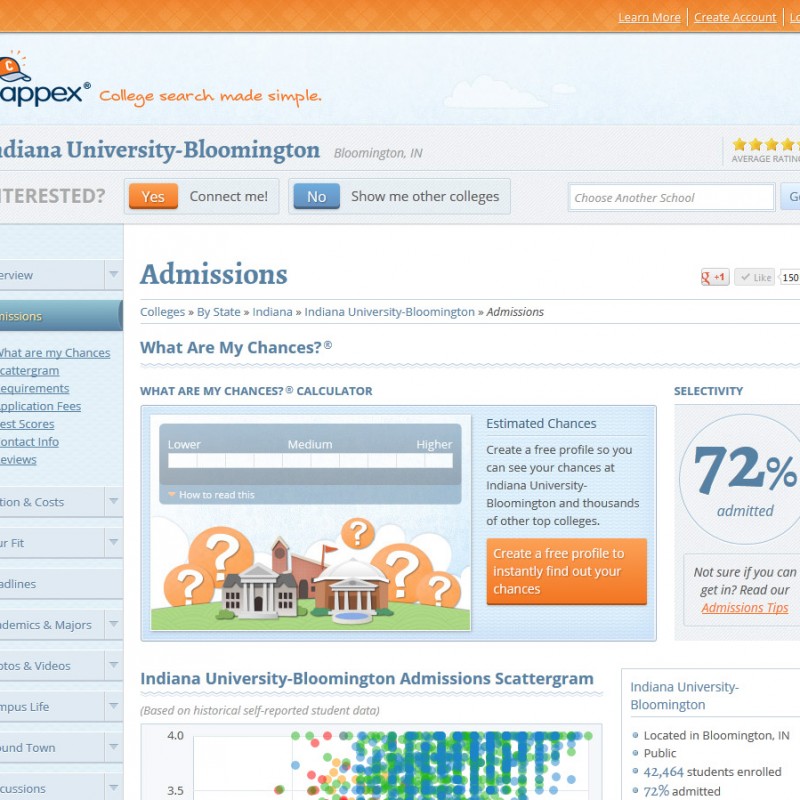 Learn More
Create Account
Lo
C
appex®
College search made simple.
ndiana University-Bloomington
Bloomington, IN
AVERAGE RATING
NTERESTED?
Yes
Connect me!
No
Show me other colleges
Choose Another School
Go
erview
Admissions
+1
Like
150
missions
Colleges » By State » Indiana » Indiana University-Bloomington » Admissions
What Are My Chances?®
What are my Chances
cattergram
equirements
pplication Fees
est Scores
ontact Info
eviews
WHAT ARE MY CHANCES?® CALCULATOR
Lower
Medium
Higher
How to read this
Estimated Chances
Create a free profile so you
can see your chances at
Indiana University-
Bloomington and thousands
of other top colleges.
Create a free profile to
instantly find out your
chances
SELECTIVITY
72%
admitted
Not sure if you can
get in? Read our
Admissions Tips
tion & Costs
ur Fit
adlines
ademics & Majors
otos & Videos
mpus Life
ound Town
cussions
Indiana University-Bloomington Admissions Scattergram
(Based on historical self-reported student data)
4.0
3.5
Indiana University-
Bloomington
Located in Bloomington, IN
Public
42,464 students enrolled
72% admitted